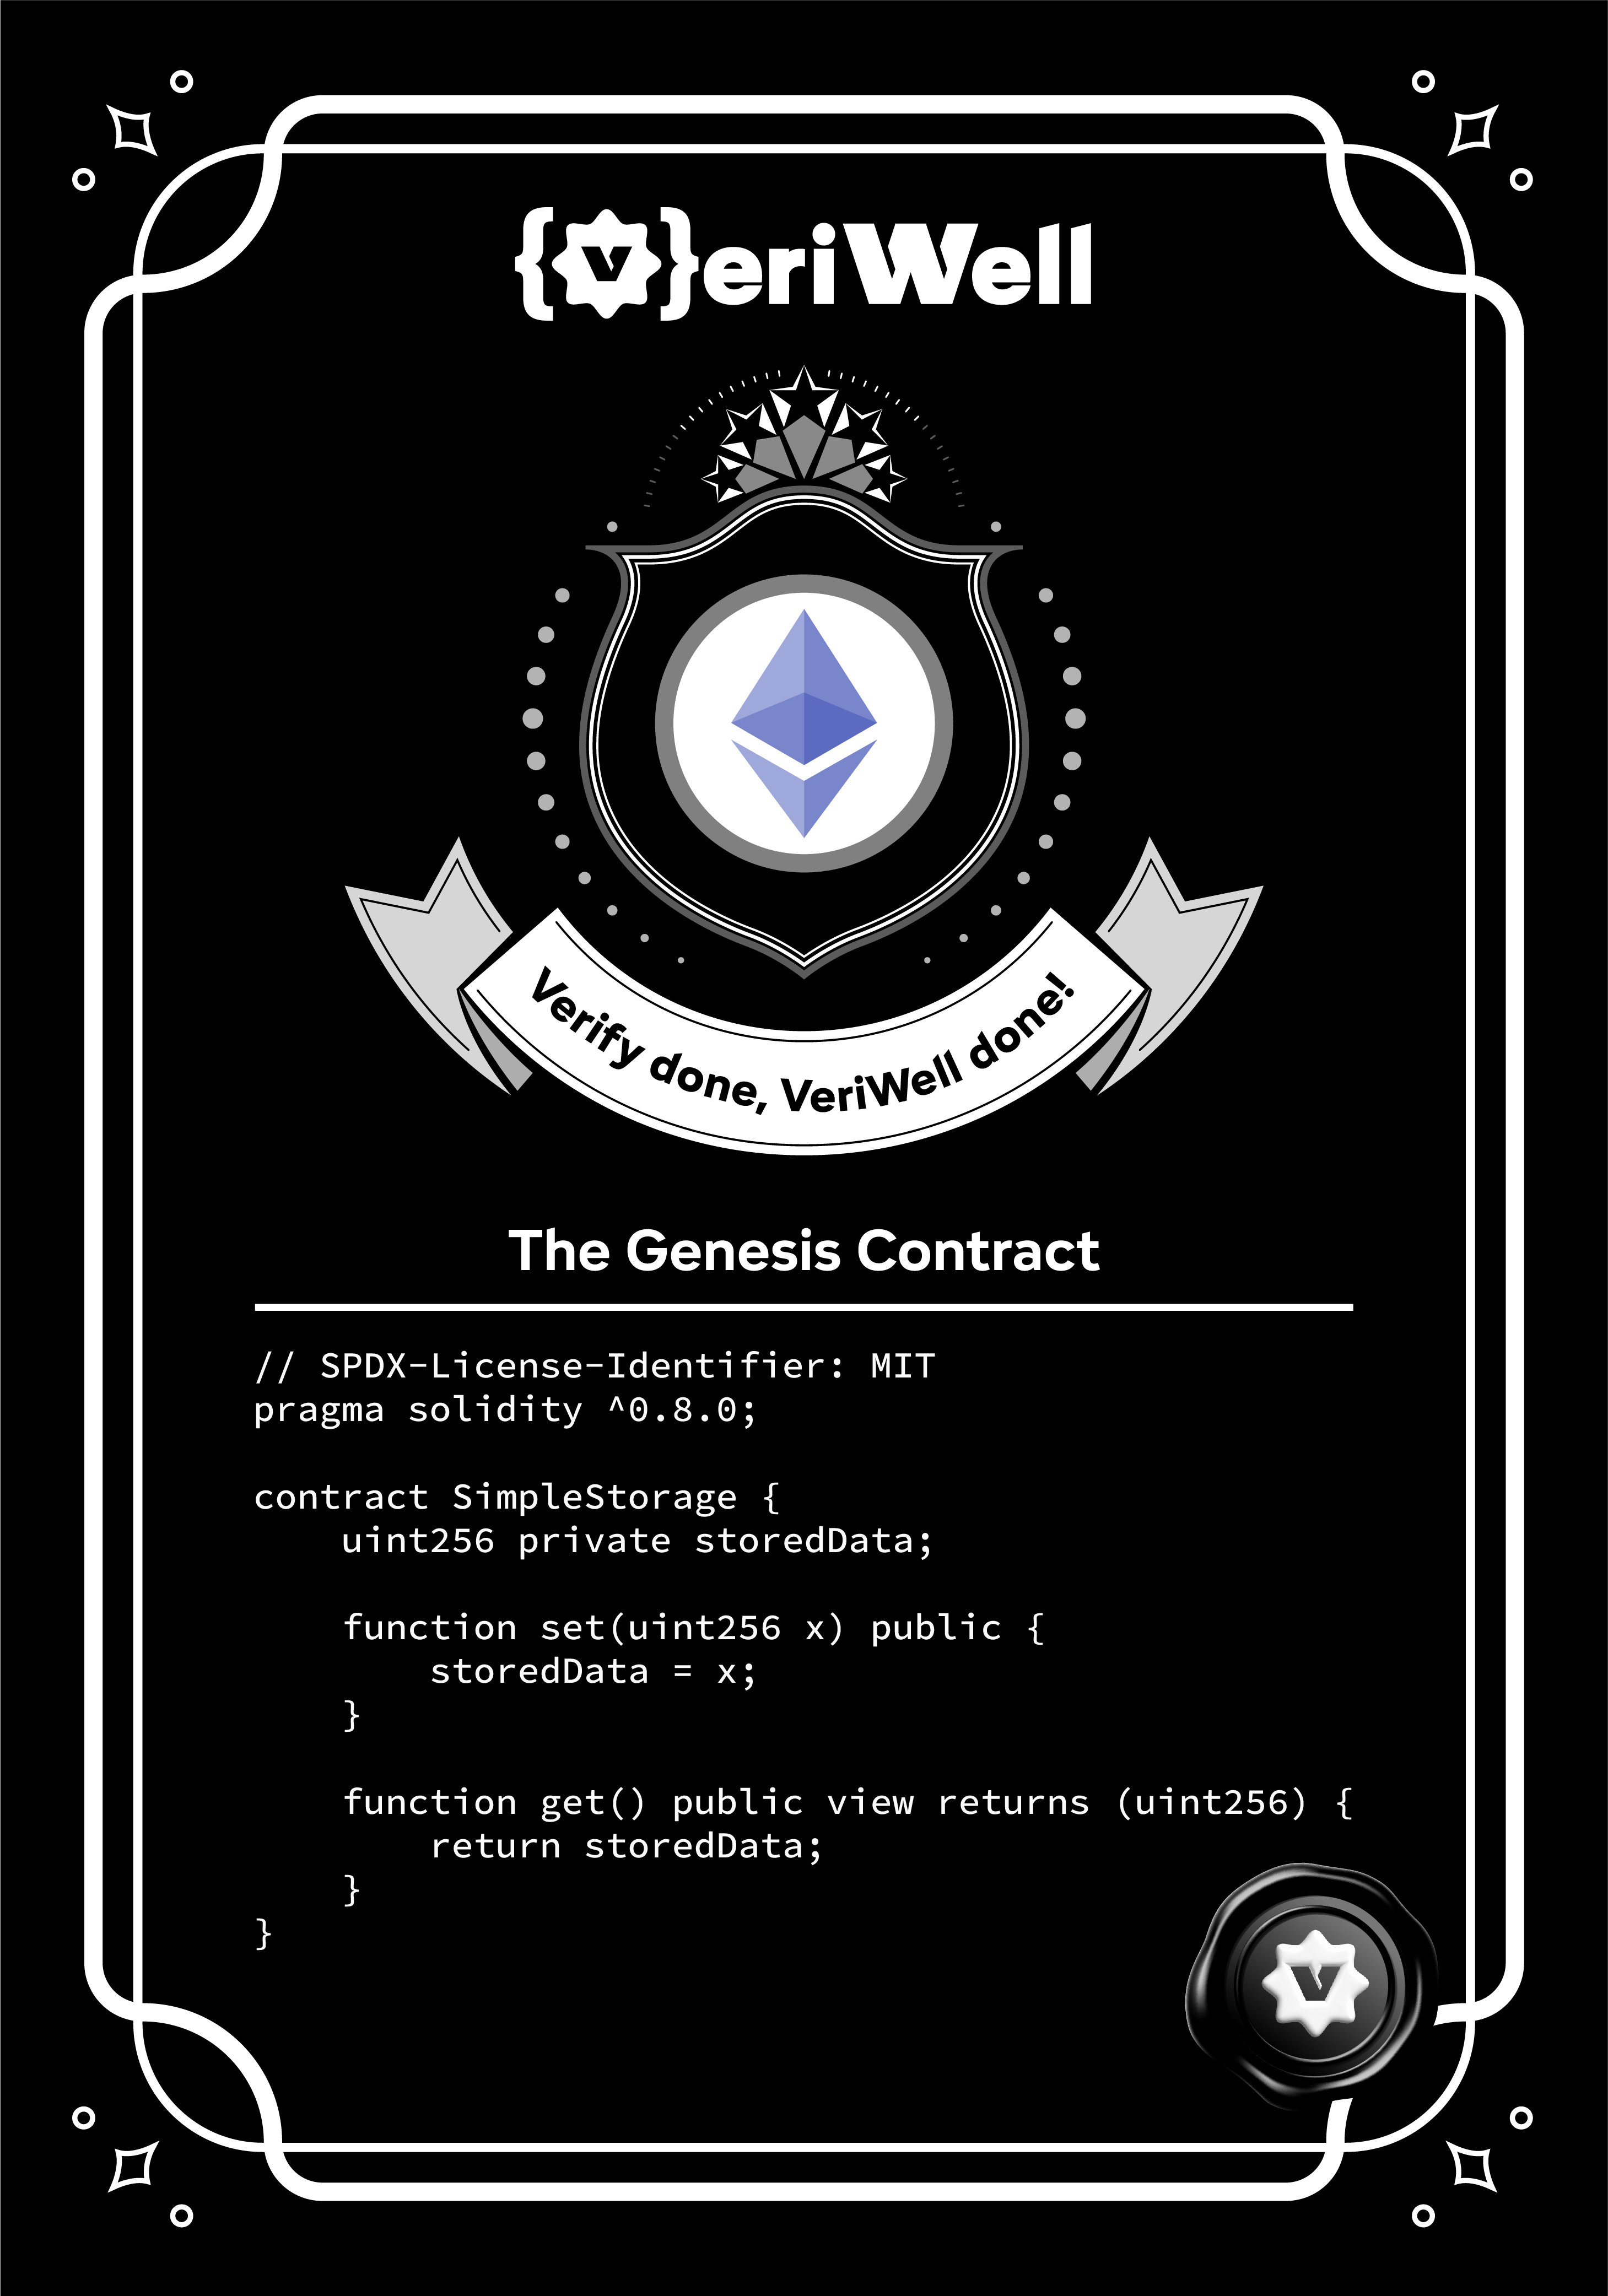 {V}eriWell
Verify done, VeriWell done!
The Genesis Contract
// SPDX-License-Identifier: MIT
pragma solidity ^0.8.0;
contract SimpleStorage {
uint256 private storedData;
function set(uint256 x) public {
storedData = x;
}
function get() public view returns (uint256) {
return storedData;
}
}
V